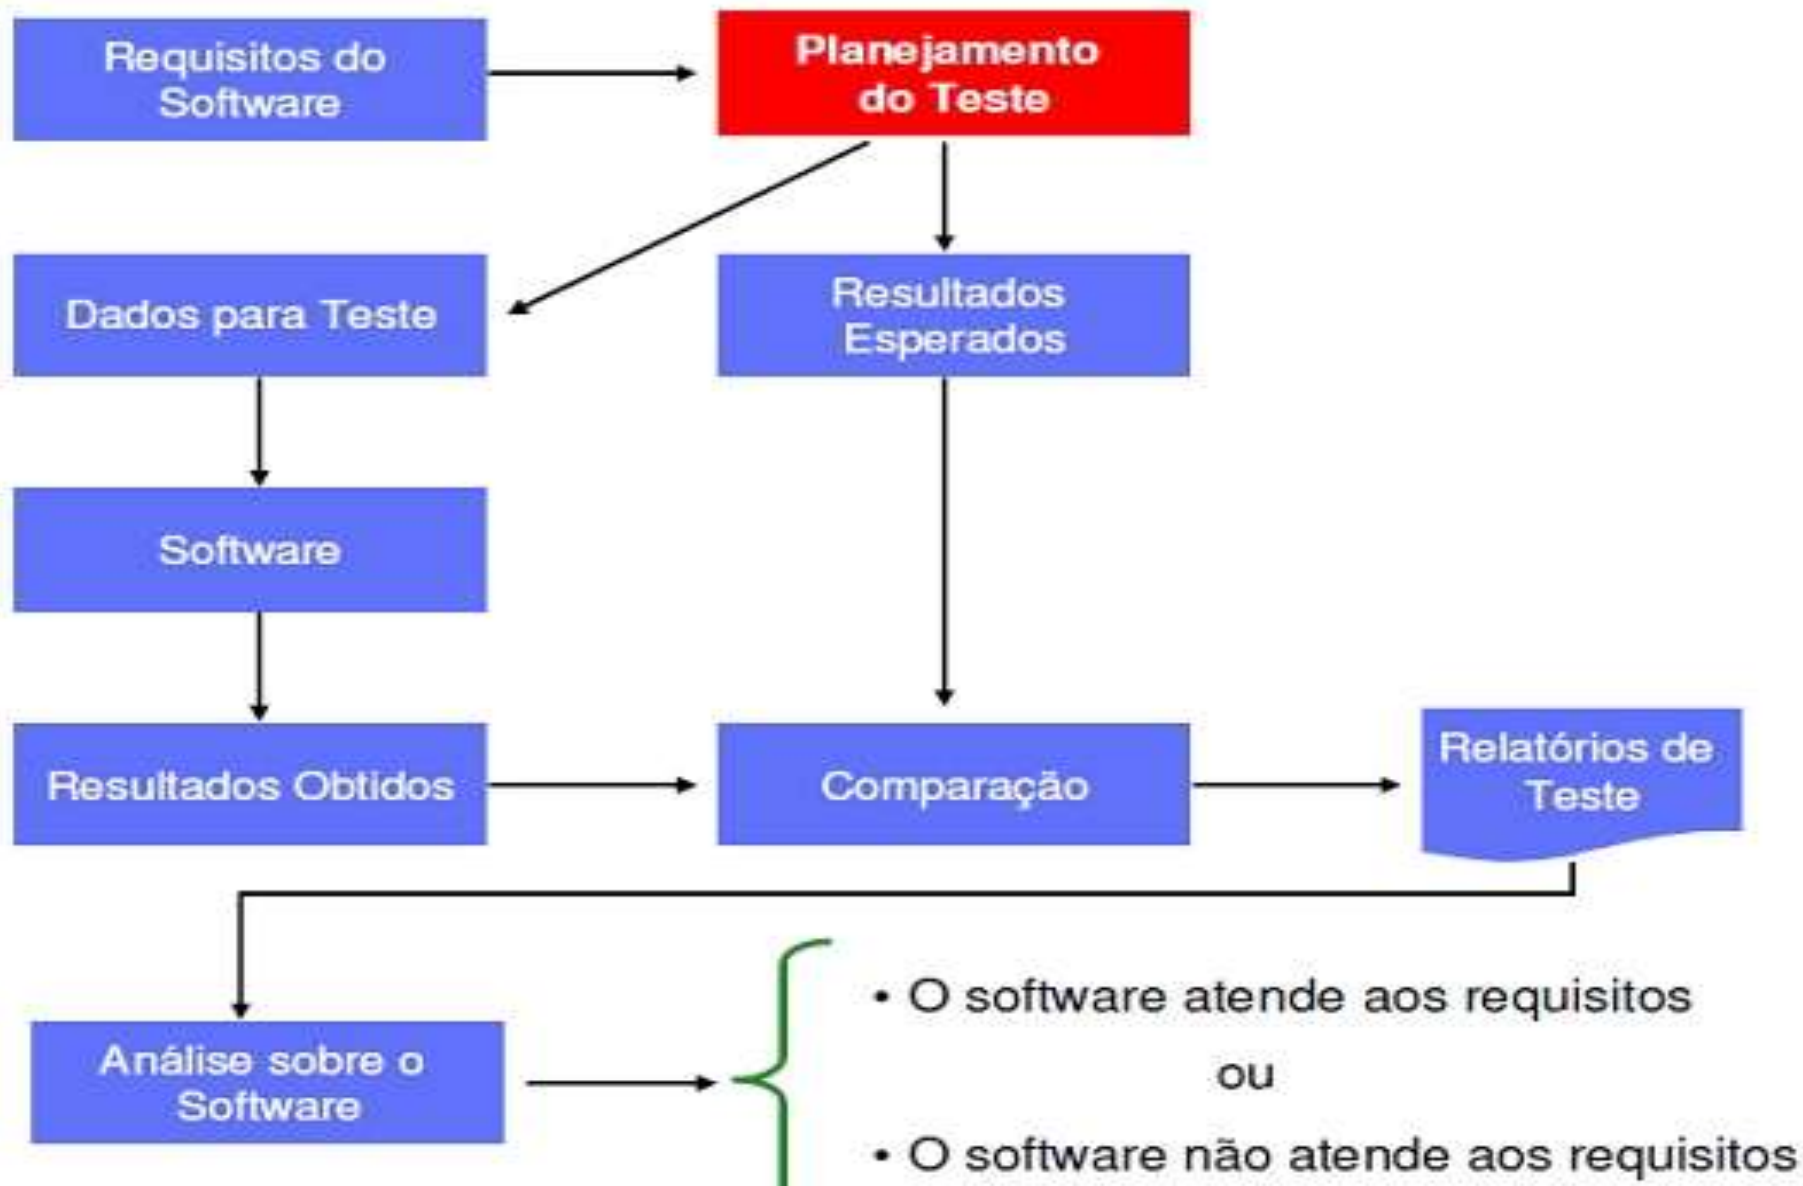 Requisitos do
Software
Planejamento
do Teste
Dados para Teste
Resultados
Esperados
Software
Resultados Obtidos
Comparação
Relatórios de
Teste
Análise sobre o
Software
• O software atende aos requisitos
ou
• O software não atende aos requisitos